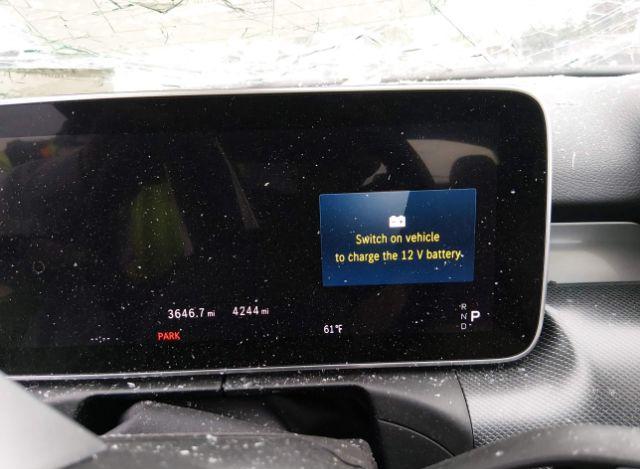 Switch on vehicle
to charge the 12 V battery.
3646.7 mi 4244 mi
--:--
PARK
61°F
R
N P
D